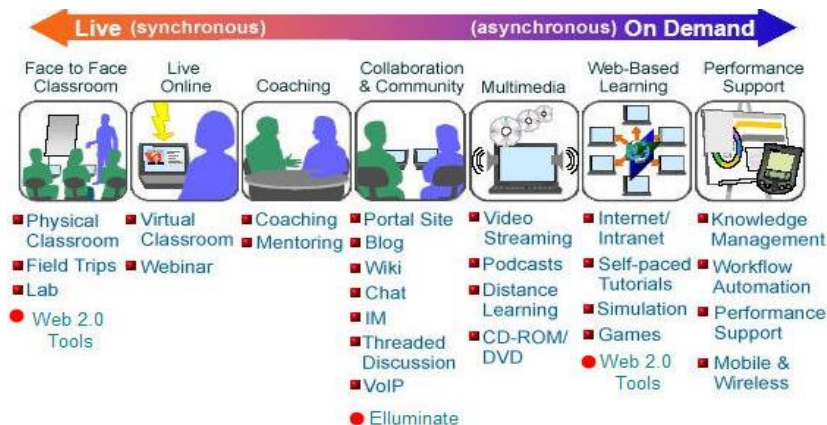 Live (synchronous) (asynchronous) On Demand
Face to Face
Classroom
Live
Online
Coaching
Collaboration
& Community
Multimedia
Web-Based
Learning
Performance
Support
Physical
Classroom
Field Trips
Lab
Web 2.0
Tools
Virtual
Classroom
Webinar
Coaching
Mentoring
Portal Site
Blog
Wiki
Chat
IM
Threaded
Discussion
VoIP
Elluminate
Video
Streaming
Podcasts
Distance
Learning
CD-ROM/
DVD
Internet/
Intranet
Self-paced
Tutorials
Simulation
Games
Web 2.0
Tools
Knowledge
Management
Workflow
Automation
Performance
Support
Mobile &
Wireless